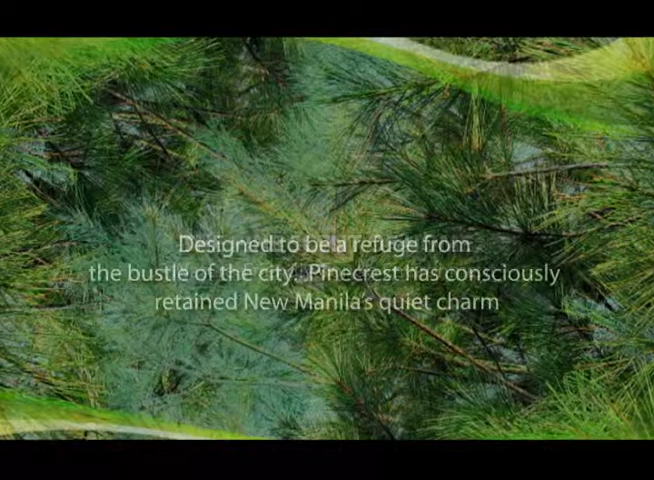 Designed to be a refuge from
the bustle of the city. Pinecrest has consciously
retained New Manila's quiet charm